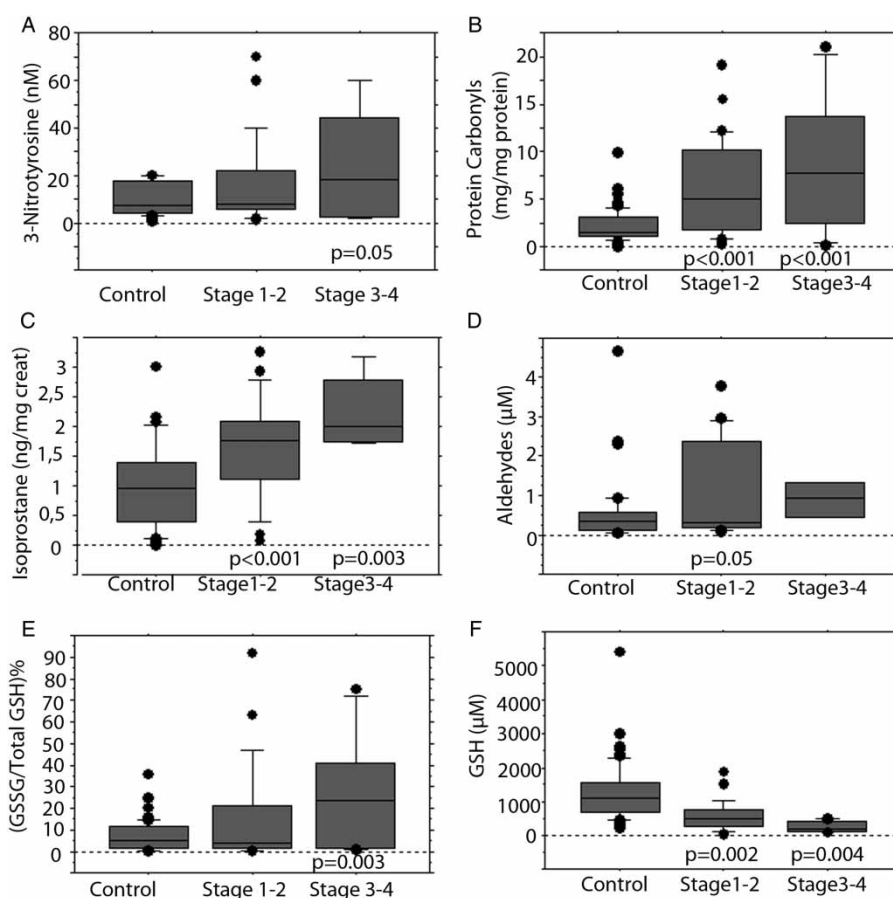 A
3-Nitrotyrosine (nM)
80
60
40
20
0
p=0.05
Control Stage 1-2 Stage 3-4
B
Protein Carbonyls
(mg/mg protein)
20
15
10
5
0
p<0.001 p<0.001
Control Stage1-2 Stage3-4
C
Isoprostane (ng/mg creat)
3
2,5
2
1,5
1
0,5
0
p<0.001 p=0.003
Control Stage1-2 Stage3-4
D
Aldehydes (µM)
5
4
3
2
1
0
p=0.05
Control Stage1-2 Stage3-4
E
(GSSG/Total GSH)%
90
80
70
60
50
40
30
20
10
0
p=0.003
Control Stage 1-2 Stage 3-4
F
GSH
(µM)
5000
4000
3000
2000
1000
0
p=0.002 p=0.004
Control Stage1-2 Stage3-4